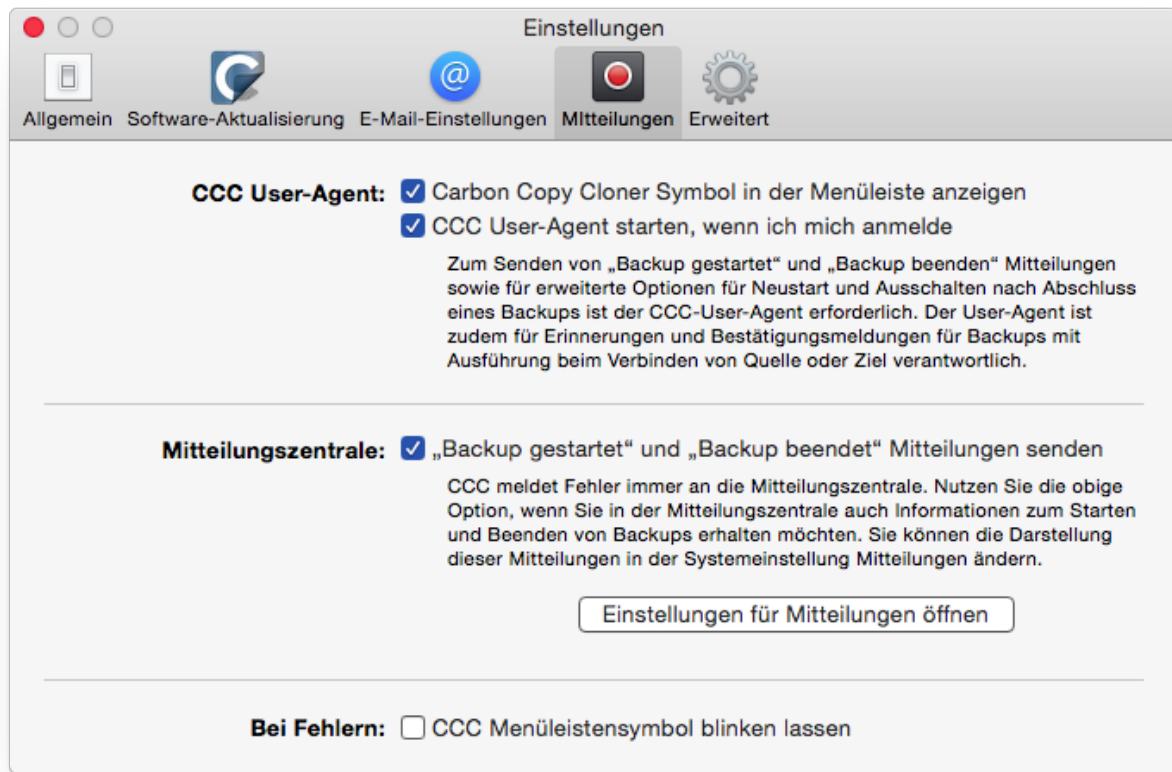 Einstellungen
Allgemein Software-Aktualisierung E-Mail-Einstellungen MItteilungen Erweitert
CCC User-Agent: Carbon Copy Cloner Symbol in der Menüleiste anzeigen
CCC User-Agent starten, wenn ich mich anmelde
Zum Senden von „Backup gestartet“ und „Backup beenden“ Mitteilungen
sowie für erweiterte Optionen für Neustart und Ausschalten nach Abschluss
eines Backups ist der CCC-User-Agent erforderlich. Der User-Agent ist
zudem für Erinnerungen und Bestätigungsmeldungen für Backups mit
Ausführung beim Verbinden von Quelle oder Ziel verantwortlich.
Mitteilungszentrale: „Backup gestartet“ und „Backup beendet“ Mitteilungen senden
CCC meldet Fehler immer an die Mitteilungszentrale. Nutzen Sie die obige
Option, wenn Sie in der Mitteilungszentrale auch Informationen zum Starten
und Beenden von Backups erhalten möchten. Sie können die Darstellung
dieser Mitteilungen in der Systemeinstellung Mitteilungen ändern.
Einstellungen für Mitteilungen öffnen
Bei Fehlern: CCC Menüleistensymbol blinken lassen